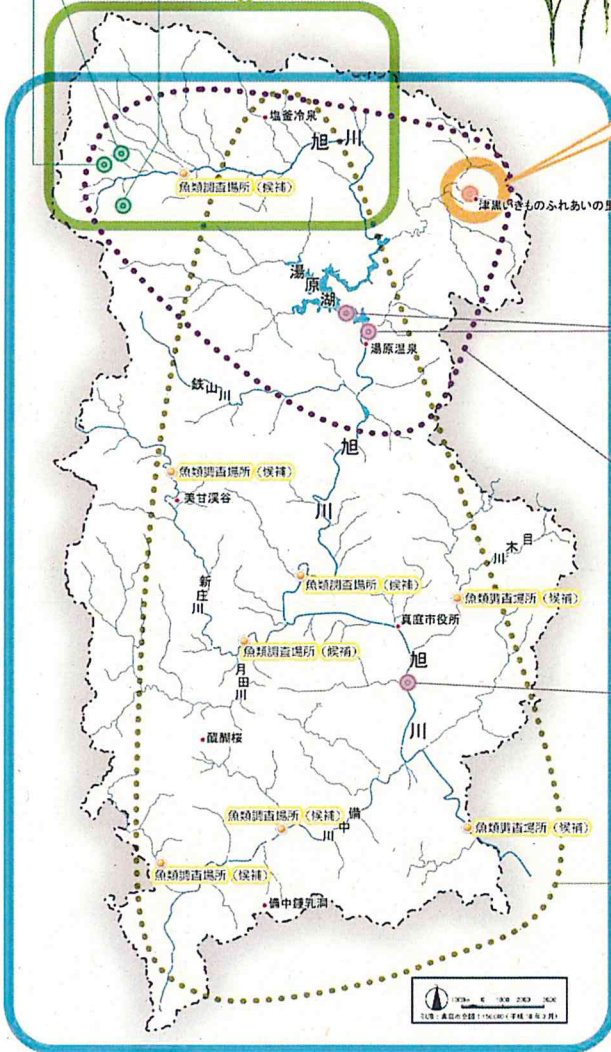 塩釜冷泉
旭川
魚類調査場所（候補）
津黒いきものふれあいの里
湯原湖
湯原温泉
鉄山川
旭
魚類調査場所（候補）
美甘渓谷
川
目木川
新庄川
魚類調査場所（候補）
魚類調査場所（候補）
真庭市役所
魚類調査場所（候補）
月田川
旭
醍醐桜
川
魚類調査場所（候補）
備中川
魚類調査場所（候補）
魚類調査場所（候補）
備中鍾乳洞